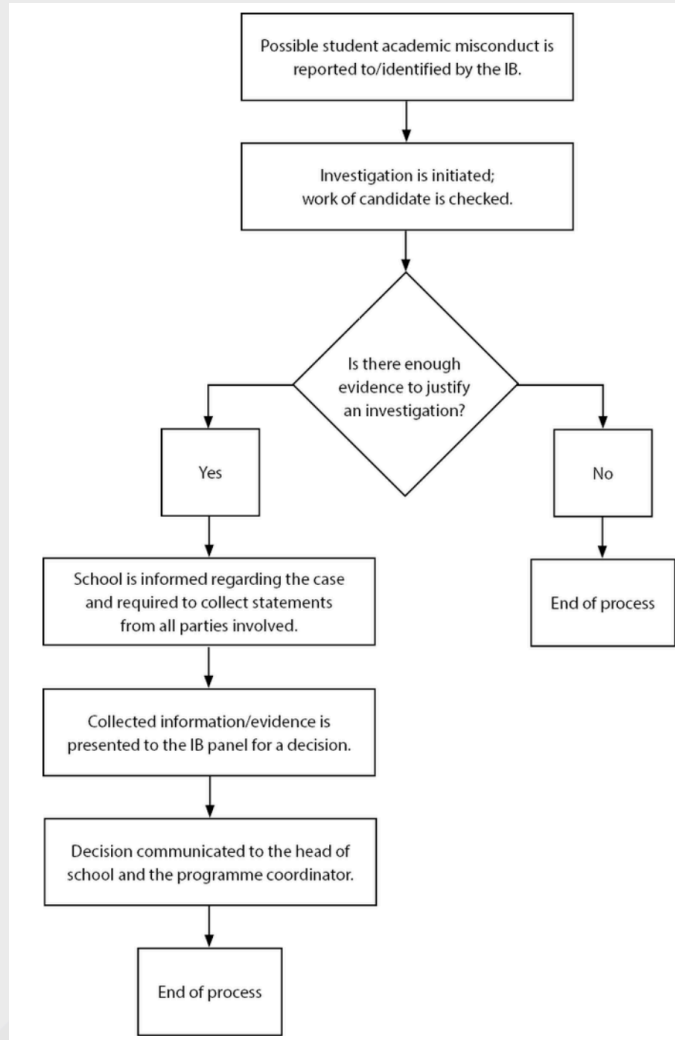 Possible student academic misconduct is
reported to/identified by the IB.
Investigation is initiated;
work of candidate is checked.
Is there enough
evidence to justify
an investigation?
Yes
No
School is informed regarding the case
and required to collect statements
from all parties involved.
End of process
Collected information/evidence is
presented to the IB panel for a decision.
Decision communicated to the head of
school and the programme coordinator.
End of process